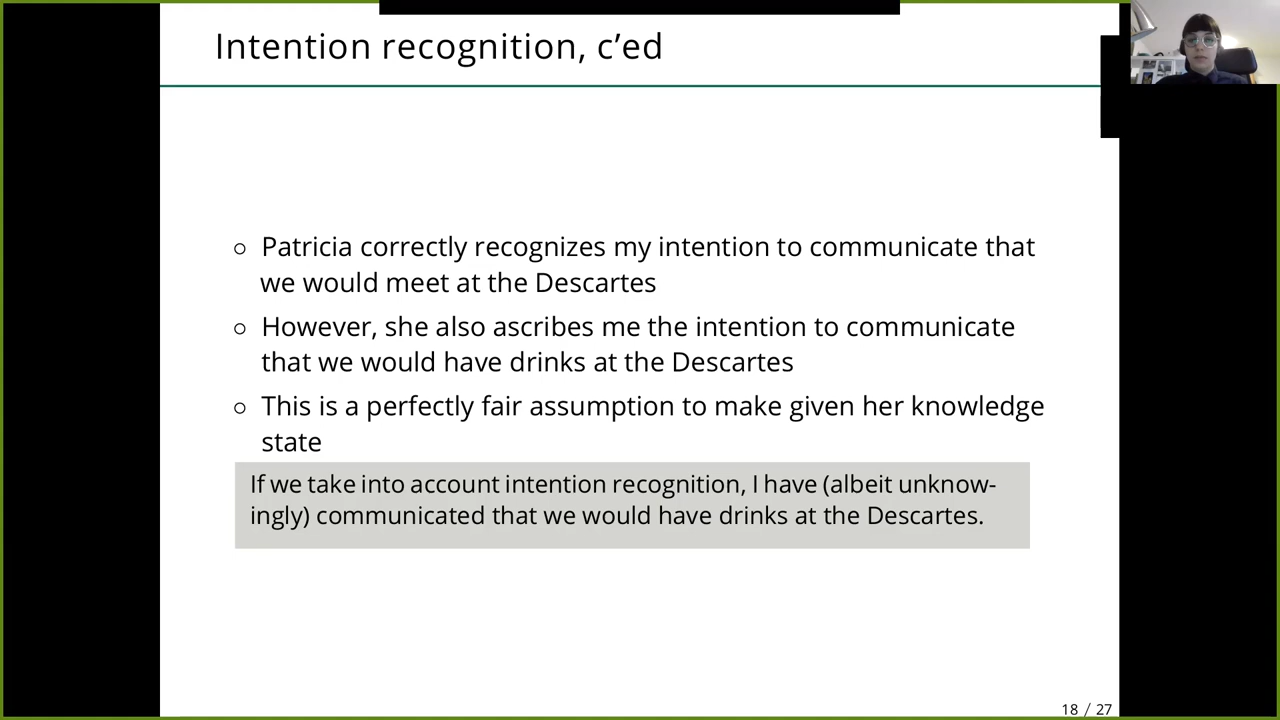 Intention recognition, c’ed
○ Patricia correctly recognizes my intention to communicate that
we would meet at the Descartes
○ However, she also ascribes me the intention to communicate
that we would have drinks at the Descartes
○ This is a perfectly fair assumption to make given her knowledge
state
If we take into account intention recognition, I have (albeit unknow-
ingly) communicated that we would have drinks at the Descartes.
18 / 27